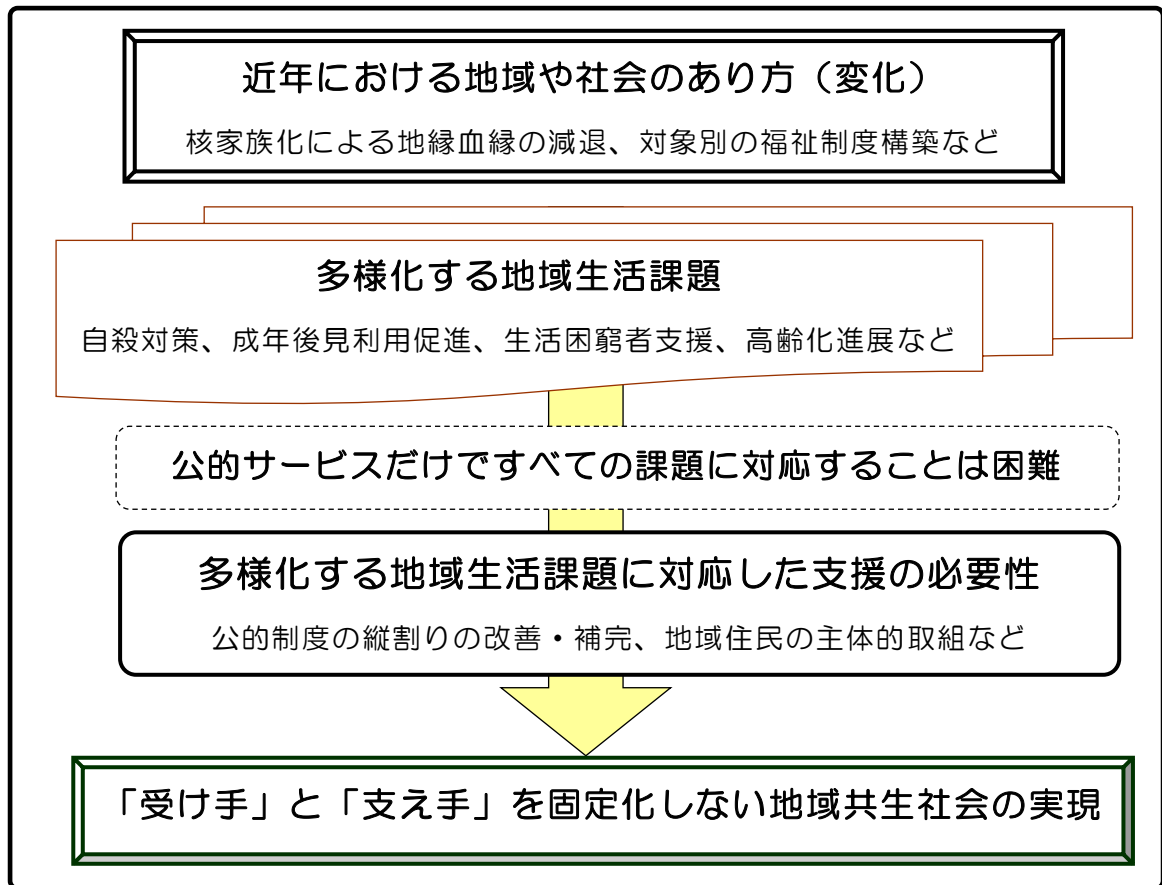 近年における地域や社会のあり方（変化）
核家族化による地縁血縁の減退、対象別の福祉制度構築など
多様化する地域生活課題
自殺対策、成年後見利用促進、生活困窮者支援、高齢化進展など
公的サービスだけですべての課題に対応することは困難
多様化する地域生活課題に対応した支援の必要性
公的制度の縦割りの改善・補完、地域住民の主体的取組など
「受け手」と「支え手」を固定化しない地域共生社会の実現